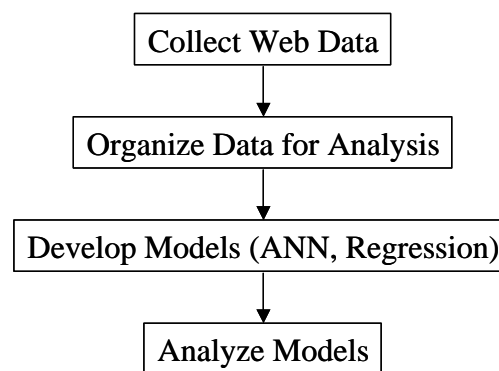 Collect Web Data
Organize Data for Analysis
Develop Models (ANN, Regression)
Analyze Models